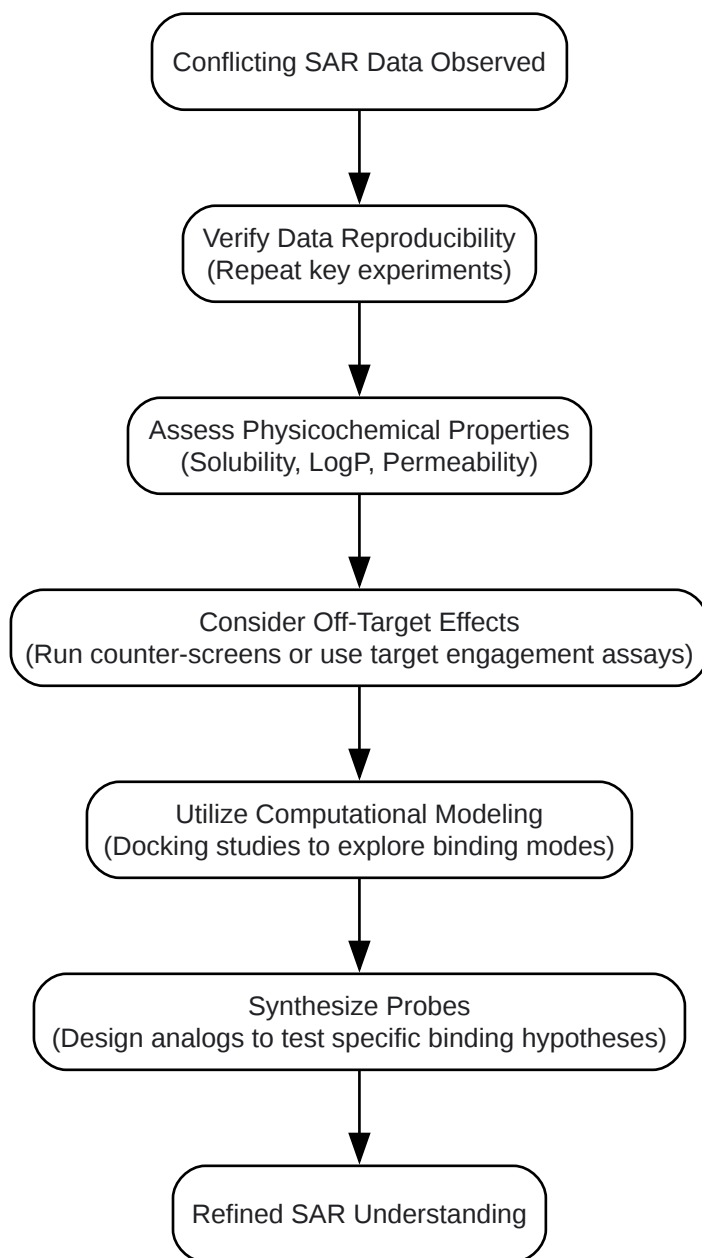 Conflicting SAR Data Observed
Verify Data Reproducibility
(Repeat key experiments)
Assess Physicochemical Properties
(Solubility, LogP, Permeability)
Consider Off-Target Effects
(Run counter-screens or use target engagement assays)
Utilize Computational Modeling
(Docking studies to explore binding modes)
Synthesize Probes
(Design analogs to test specific binding hypotheses)
Refined SAR Understanding